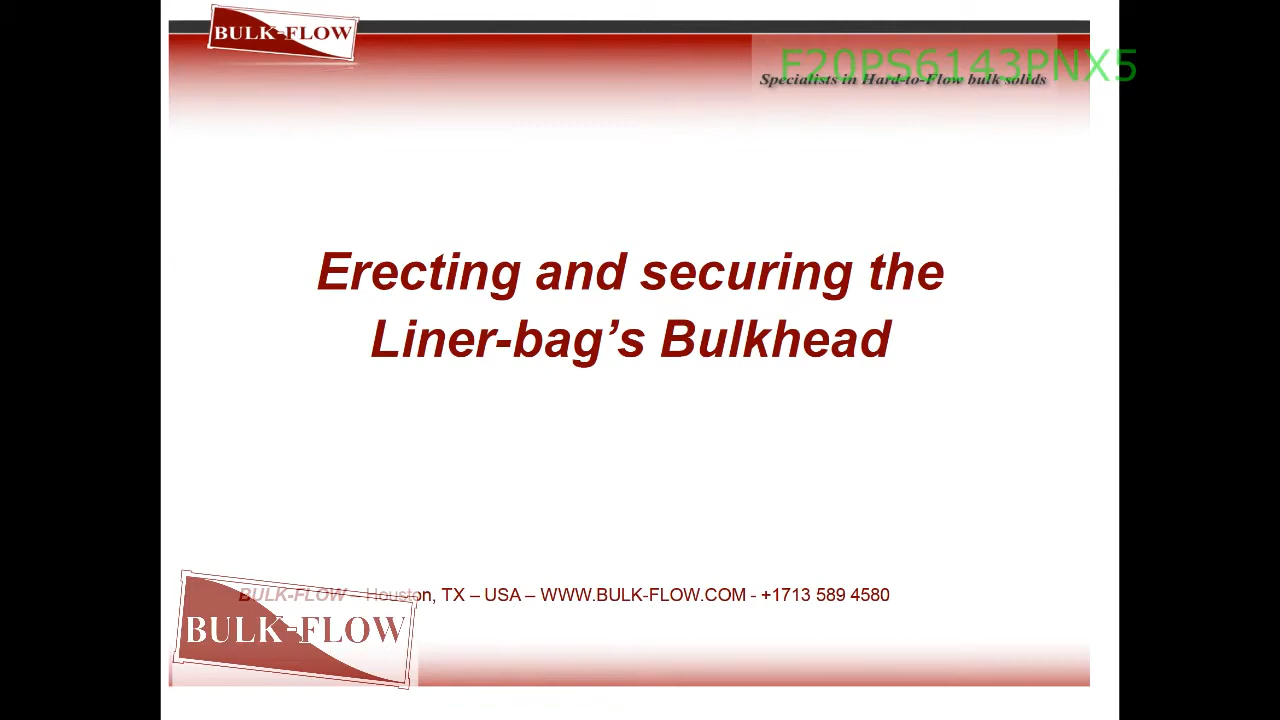 BULK-FLOW
F20PS6143PNX5
Specialists in Hard-to-Flow bulk solids
Erecting and securing the
Liner-bag’s Bulkhead
BULK-FLOW – Houston, TX – USA – WWW.BULK-FLOW.COM - +1713 589 4580
BULK-FLOW